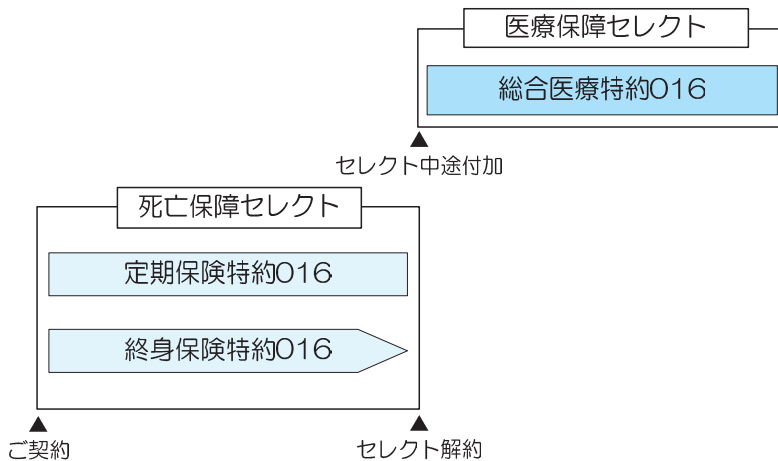 医療保障セレクト
総合医療特約O16
セレクト中途付加
死亡保障セレクト
定期保険特約O16
終身保険特約O16
ご契約
セレクト解約